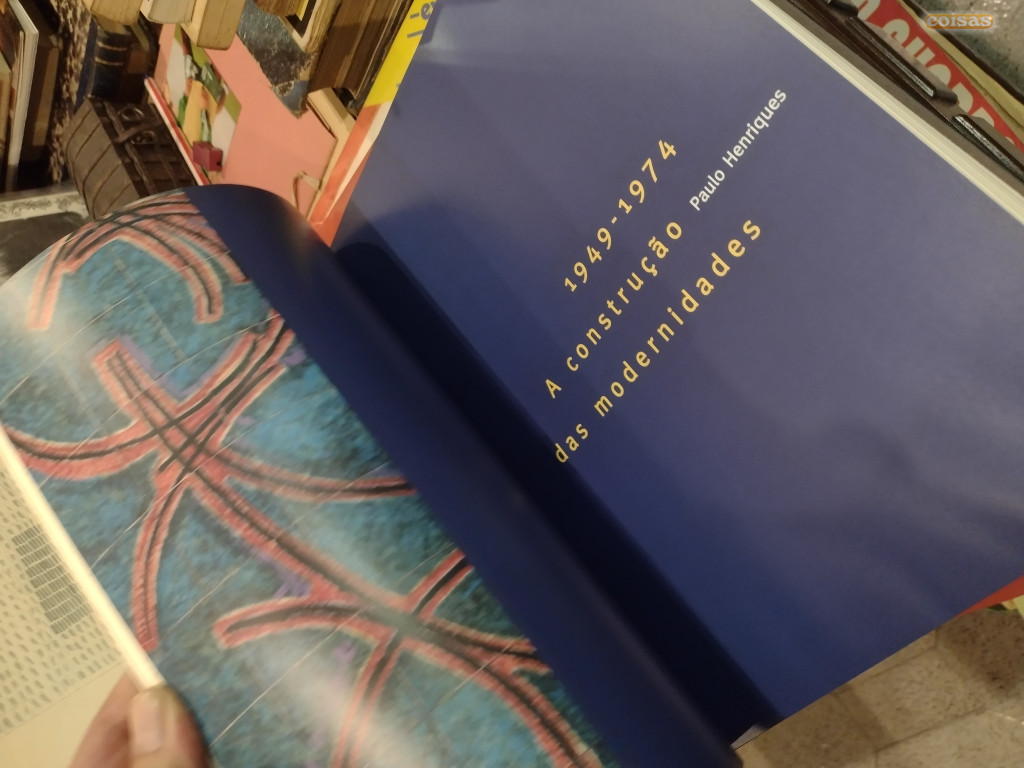 1949-1974
A construção
das modernidades
Paulo Henriques
coisas